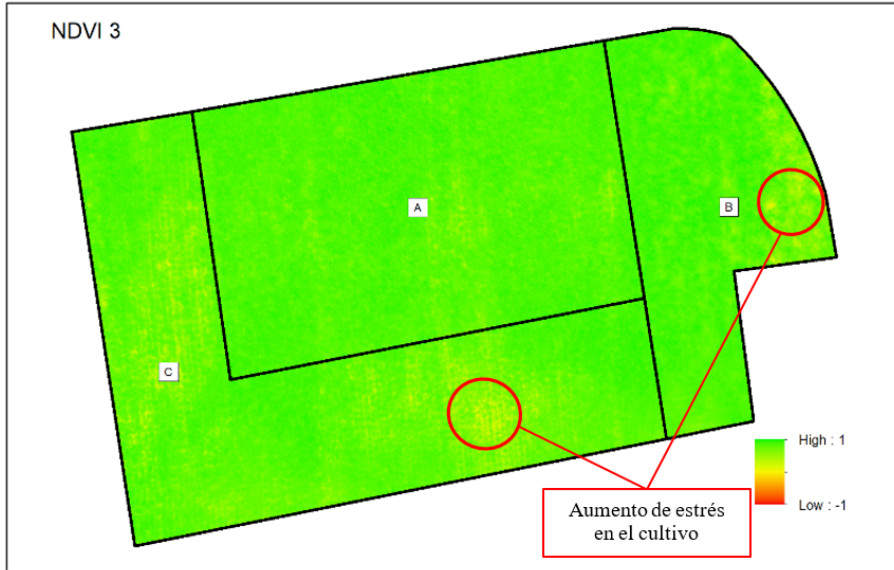 NDVI 3
A
B
C
High : 1
Low : -1
Aumento de estrés
en el cultivo